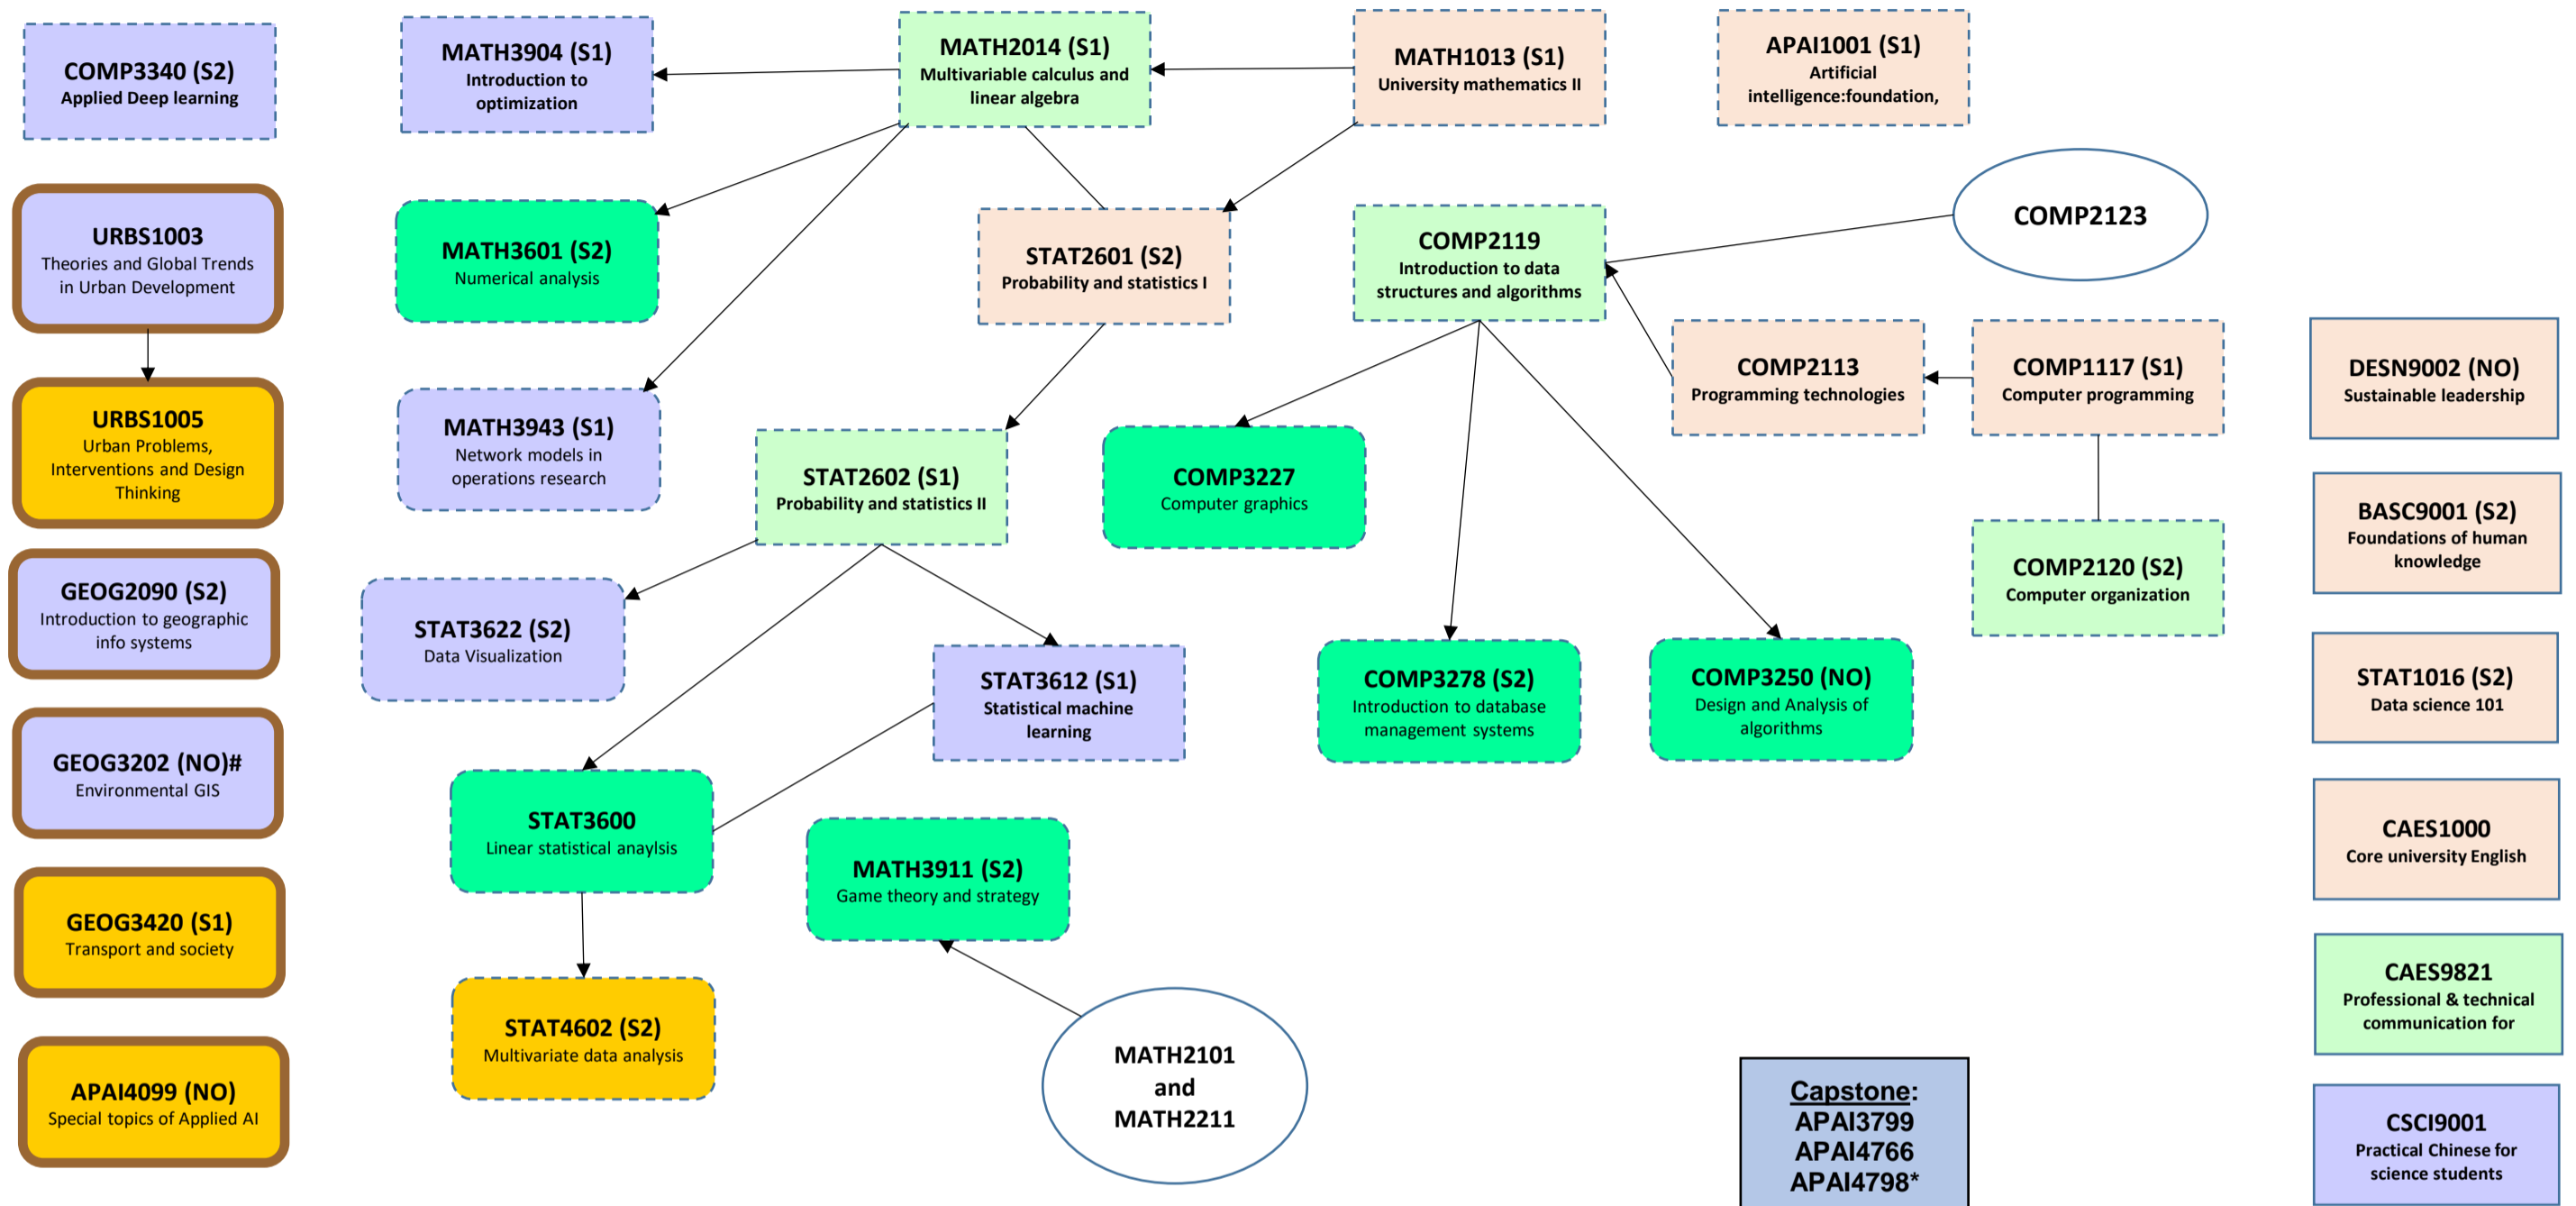 COMP3340 (S2)
Applied Deep learning
MATH3904 (S1)
Introduction to
optimization
MATH2014 (S1)
Multivariable calculus and
linear algebra
MATH1013 (S1)
University mathematics II
APAI1001 (S1)
Artificial
intelligence:foundation,
URBS1003
Theories and Global Trends
in Urban Development
MATH3601 (S2)
Numerical analysis
STAT2601 (S2)
Probability and statistics I
COMP2119
Introduction to data
structures and algorithms
COMP2123
URBS1005
Urban Problems,
Interventions and Design
Thinking
MATH3943 (S1)
Network models in
operations research
STAT2602 (S1)
Probability and statistics II
COMP3227
Computer graphics
COMP2113
Programming technologies
COMP1117 (S1)
Computer programming
DESN9002 (NO)
Sustainable leadership
BASC9001 (S2)
Foundations of human
knowledge
COMP2120 (S2)
Computer organization
GEOG2090 (S2)
Introduction to geographic
info systems
STAT3622 (S2)
Data Visualization
STAT3612 (S1)
Statistical machine
learning
COMP3278 (S2)
Introduction to database
management systems
COMP3250 (NO)
Design and Analysis of
algorithms
STAT1016 (S2)
Data science 101
GEOG3202 (NO)#
Environmental GIS
STAT3600
Linear statistical anaylsis
MATH3911 (S2)
Game theory and strategy
CAES1000
Core university English
GEOG3420 (S1)
Transport and society
STAT4602 (S2)
Multivariate data analysis
MATH2101
and
MATH2211
CAES9821
Professional & technical
communication for
APAI4099 (NO)
Special topics of Applied AI
Capstone:
APAI3799
APAI4766
APAI4798*
CSCI9001
Practical Chinese for
science students